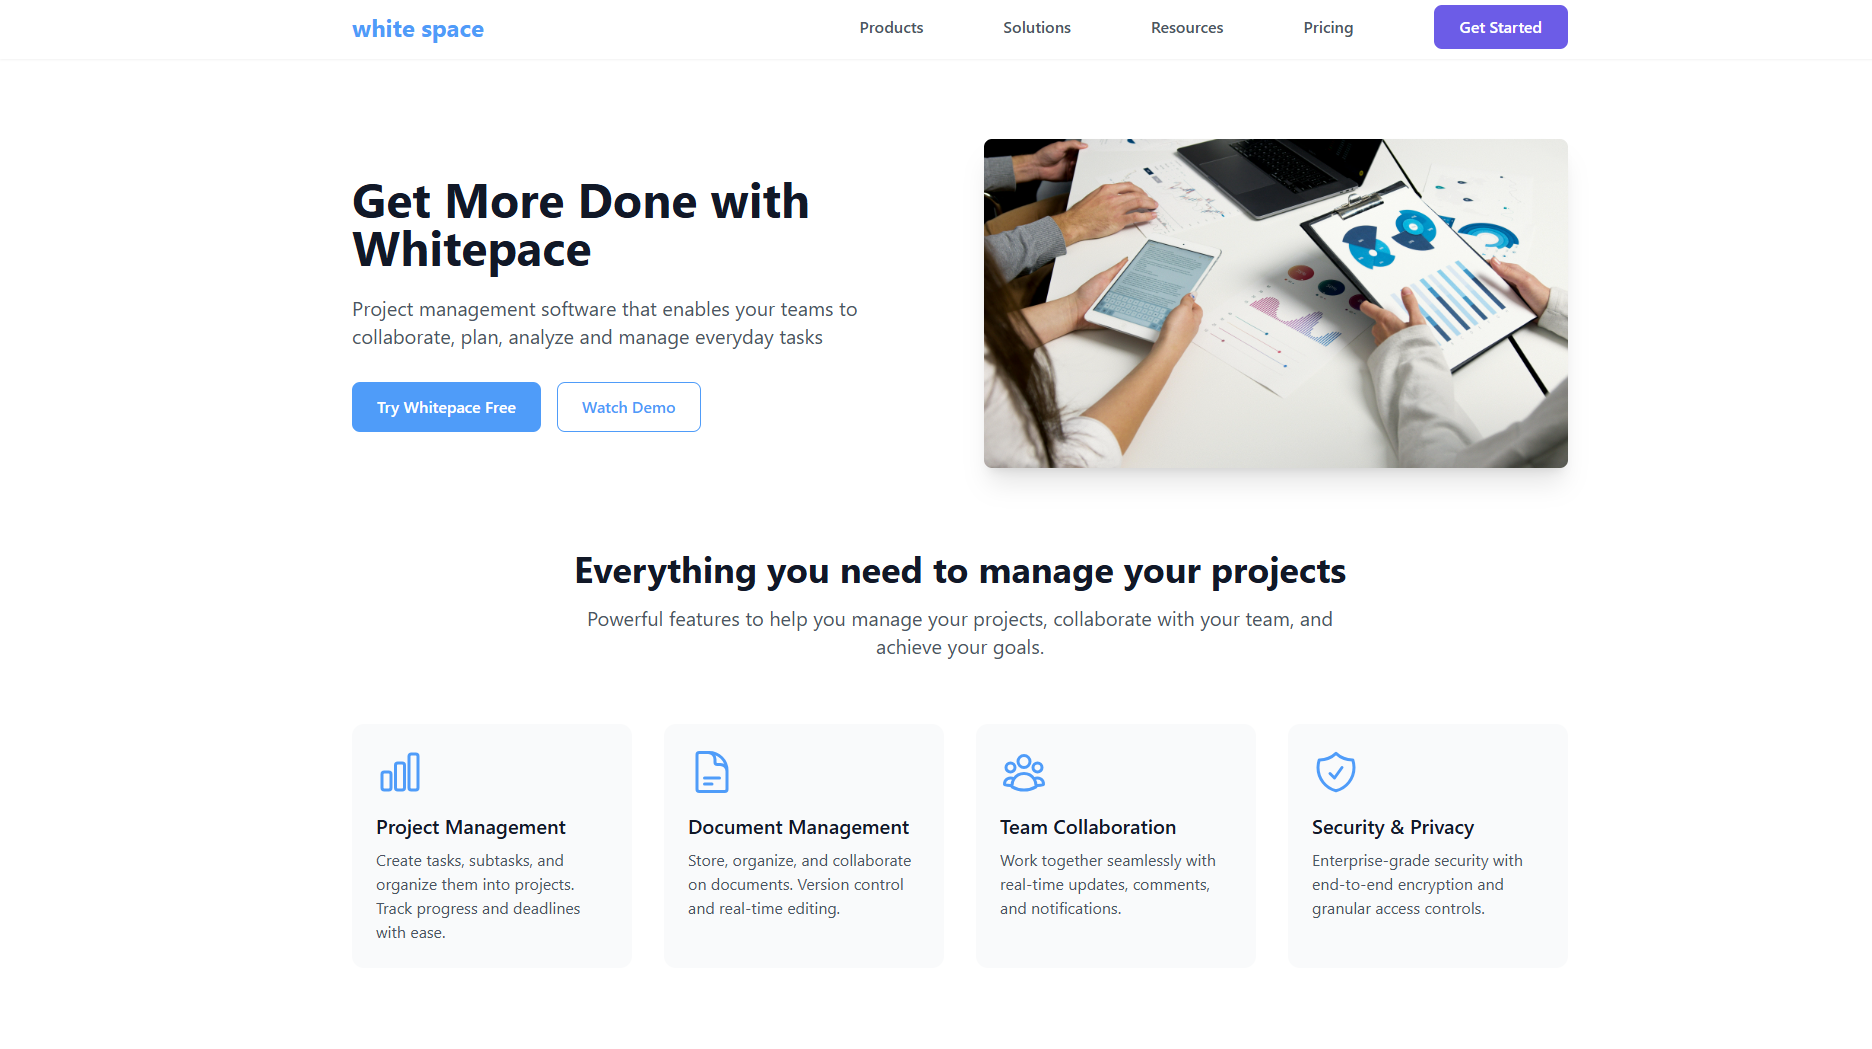 white space
Products
Solutions
Resources
Pricing
Get Started
Get More Done with
Whitepace
Project management software that enables your teams to
collaborate, plan, analyze and manage everyday tasks
Try Whitepace Free
Watch Demo
Everything you need to manage your projects
Powerful features to help you manage your projects, collaborate with your team, and
achieve your goals.
Project Management
Create tasks, subtasks, and
organize them into projects.
Track progress and deadlines
with ease.
Document Management
Store, organize, and collaborate
on documents. Version control
and real-time editing.
Team Collaboration
Work together seamlessly with
real-time updates, comments,
and notifications.
Security & Privacy
Enterprise-grade security with
end-to-end encryption and
granular access controls.